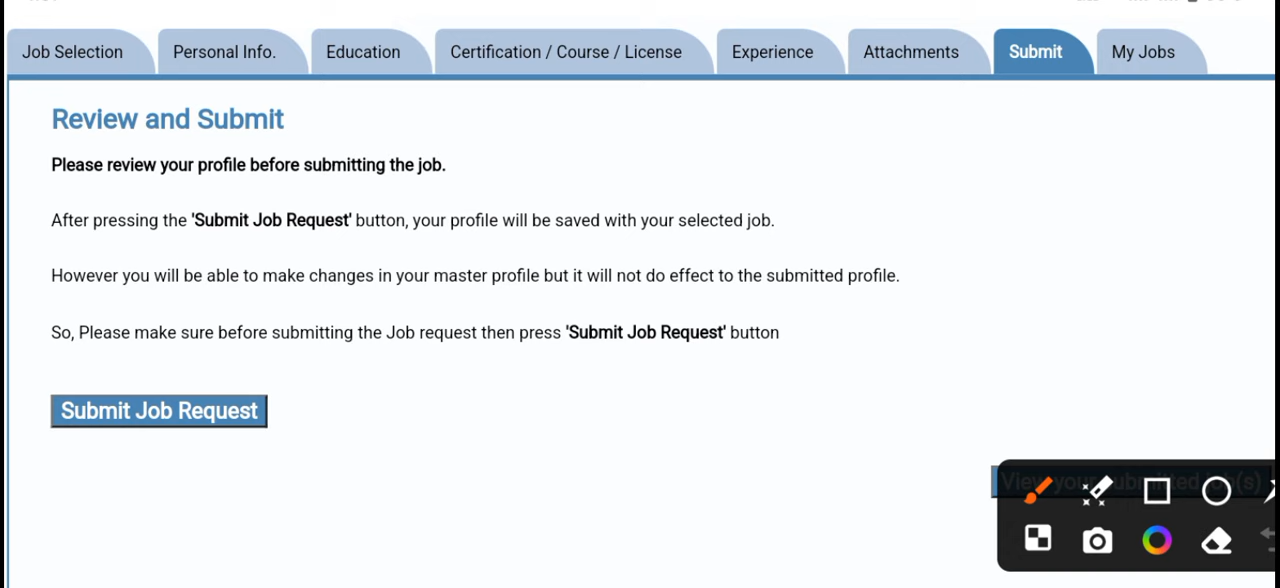 Job Selection Personal Info. Education Certification / Course / License Experience Attachments Submit My Jobs
Review and Submit
Please review your profile before submitting the job.
After pressing the 'Submit Job Request' button, your profile will be saved with your selected job.
However you will be able to make changes in your master profile but it will not do effect to the submitted profile.
So, Please make sure before submitting the Job request then press 'Submit Job Request' button
Submit Job Request
View your submitted job(s)